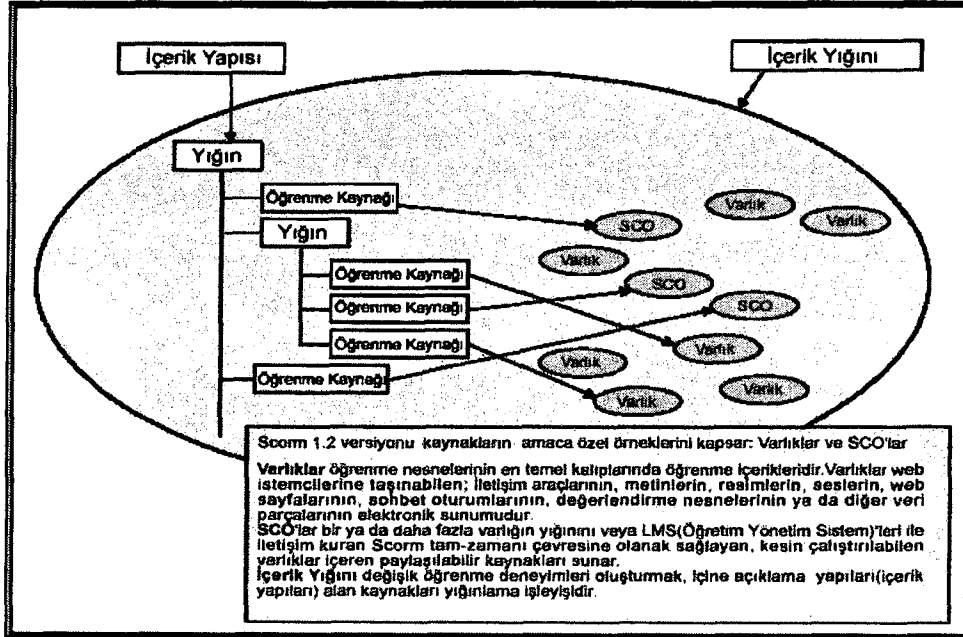 İçerik Yapısı
İçerik Yığını
Yığın
Öğrenme Kaynağı
Yığın
Öğrenme Kaynağı
Öğrenme Kaynağı
Öğrenme Kaynağı
Öğrenme Kaynağı
Varlık
Varlık
SCO
Varlık
SCO
SCO
Varlık
Varlık
Varlık
Varlık
Scorm 1.2 versiyonu kaynakların amaca özel örneklerini kapsar: Varlıklar ve SCO'lar
Varlıklar öğrenme nesnelerinin en temel kalıplarında öğrenme içerikleridir.Varlıklar web
istemcilerine taşınabilen; iletişim araçlarının, metinlerin, resimlerin, seslerin, web
sayfalarının, sohbet oturumlarının, değerlendirme nesnelerinin ya da diğer veri
parçalarının elektronik sunumudur.
SCO'lar bir ya da daha fazla varlığın yığınını veya LMS(Öğretim Yönetim Sistem)'leri ile
iletişim kuran Scorm tam-zamanı çevresine olanak sağlayan, kesin çalıştırılabilen
varlıklar içeren paylaşılabilir kaynakları sunar.
İçerik Yığını değişik öğrenme deneyimleri oluşturmak, içine açıklama yapıları(içerik
yapıları) alan kaynakları yığınlama işleyişidir.